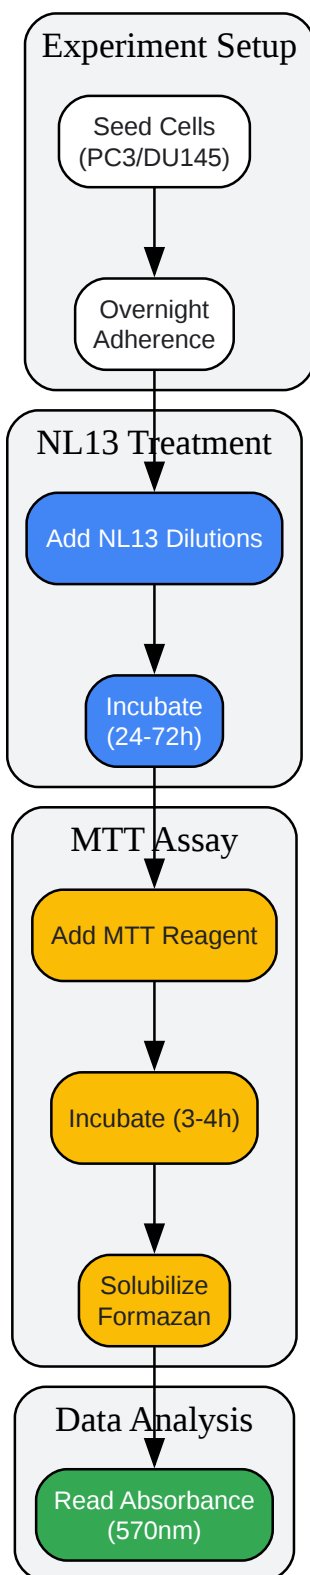 Experiment Setup
Seed Cells
(PC3/DU145)
Overnight
Adherence
NL13 Treatment
Add NL13 Dilutions
Incubate
(24-72h)
MTT Assay
Add MTT Reagent
Incubate (3-4h)
Solubilize
Formazan
Data Analysis
Read Absorbance
(570nm)